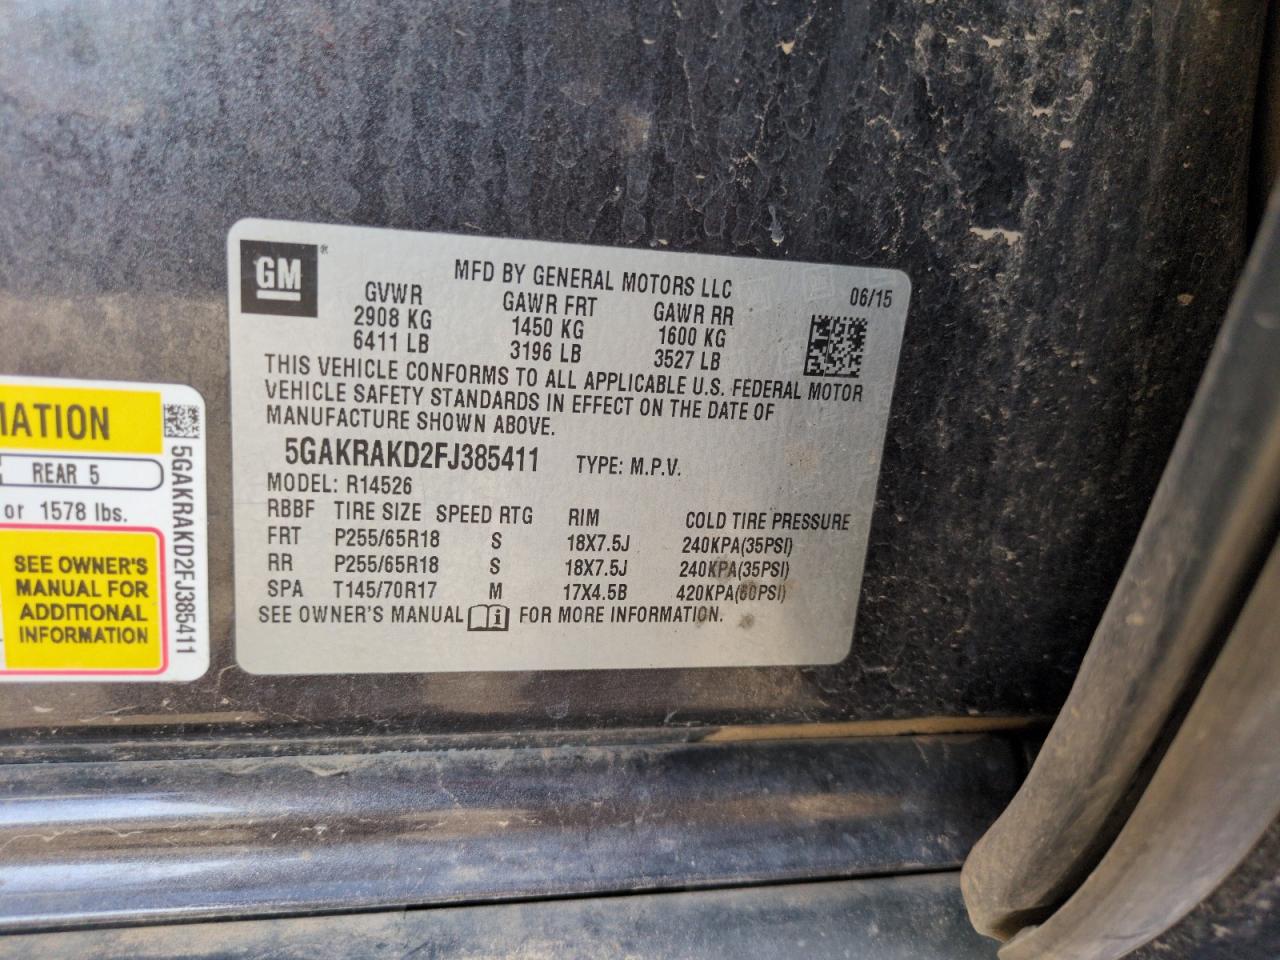 GM
MFD BY GENERAL MOTORS LLC
06/15
GVWR GAWR FRT GAWR RR
2908 KG 1450 KG 1600 KG
6411 LB 3196 LB 3527 LB
THIS VEHICLE CONFORMS TO ALL APPLICABLE U.S. FEDERAL MOTOR
VEHICLE SAFETY STANDARDS IN EFFECT ON THE DATE OF
MANUFACTURE SHOWN ABOVE.
5GAKRAKD2FJ385411 TYPE: M.P.V.
MODEL: R14526
RBBF TIRE SIZE SPEED RTG RIM COLD TIRE PRESSURE
FRT P255/65R18 S 18X7.5J 240KPA(35PSI)
RR P255/65R18 S 18X7.5J 240KPA(35PSI)
SPA T145/70R17 M 17X4.5B 420KPA(60PSI)
SEE OWNER'S MANUAL FOR MORE INFORMATION.
MATION
REAR 5
or 1578 lbs.
SEE OWNER'S
MANUAL FOR
ADDITIONAL
INFORMATION
5GAKRAKD2FJ385411